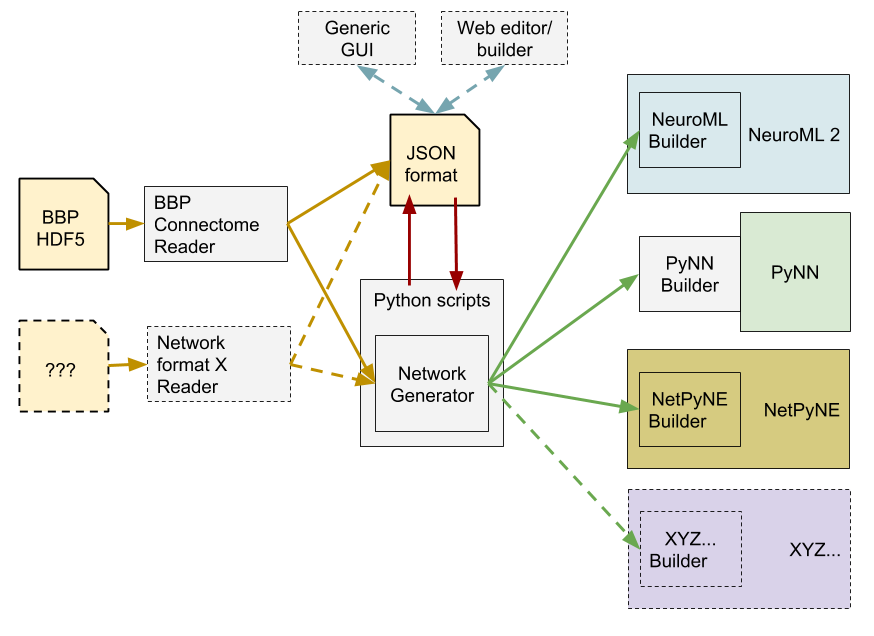 Generic
GUI
Web editor/
builder
JSON
format
BBP
HDF5
BBP
Connectome
Reader
???
Network
format X
Reader
Python scripts
Network
Generator
NeuroML
Builder
NeuroML 2
PyNN
Builder
PyNN
NetPyNE
Builder
NetPyNE
XYZ...
Builder
XYZ...